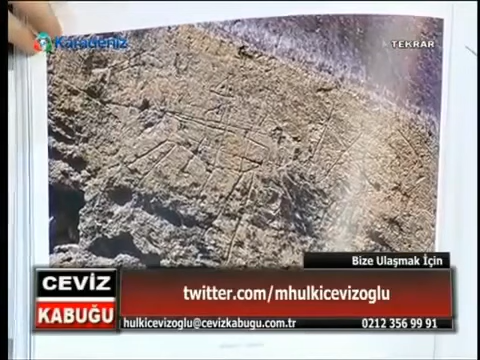 Karadeniz
TEKRAR
Bize Ulaşmak İçin
CEVİZ
KABUĞU
twitter.com/mhulkicevizoglu
hulkicevizoglu@cevizkabugu.com.tr
0212 356 99 91